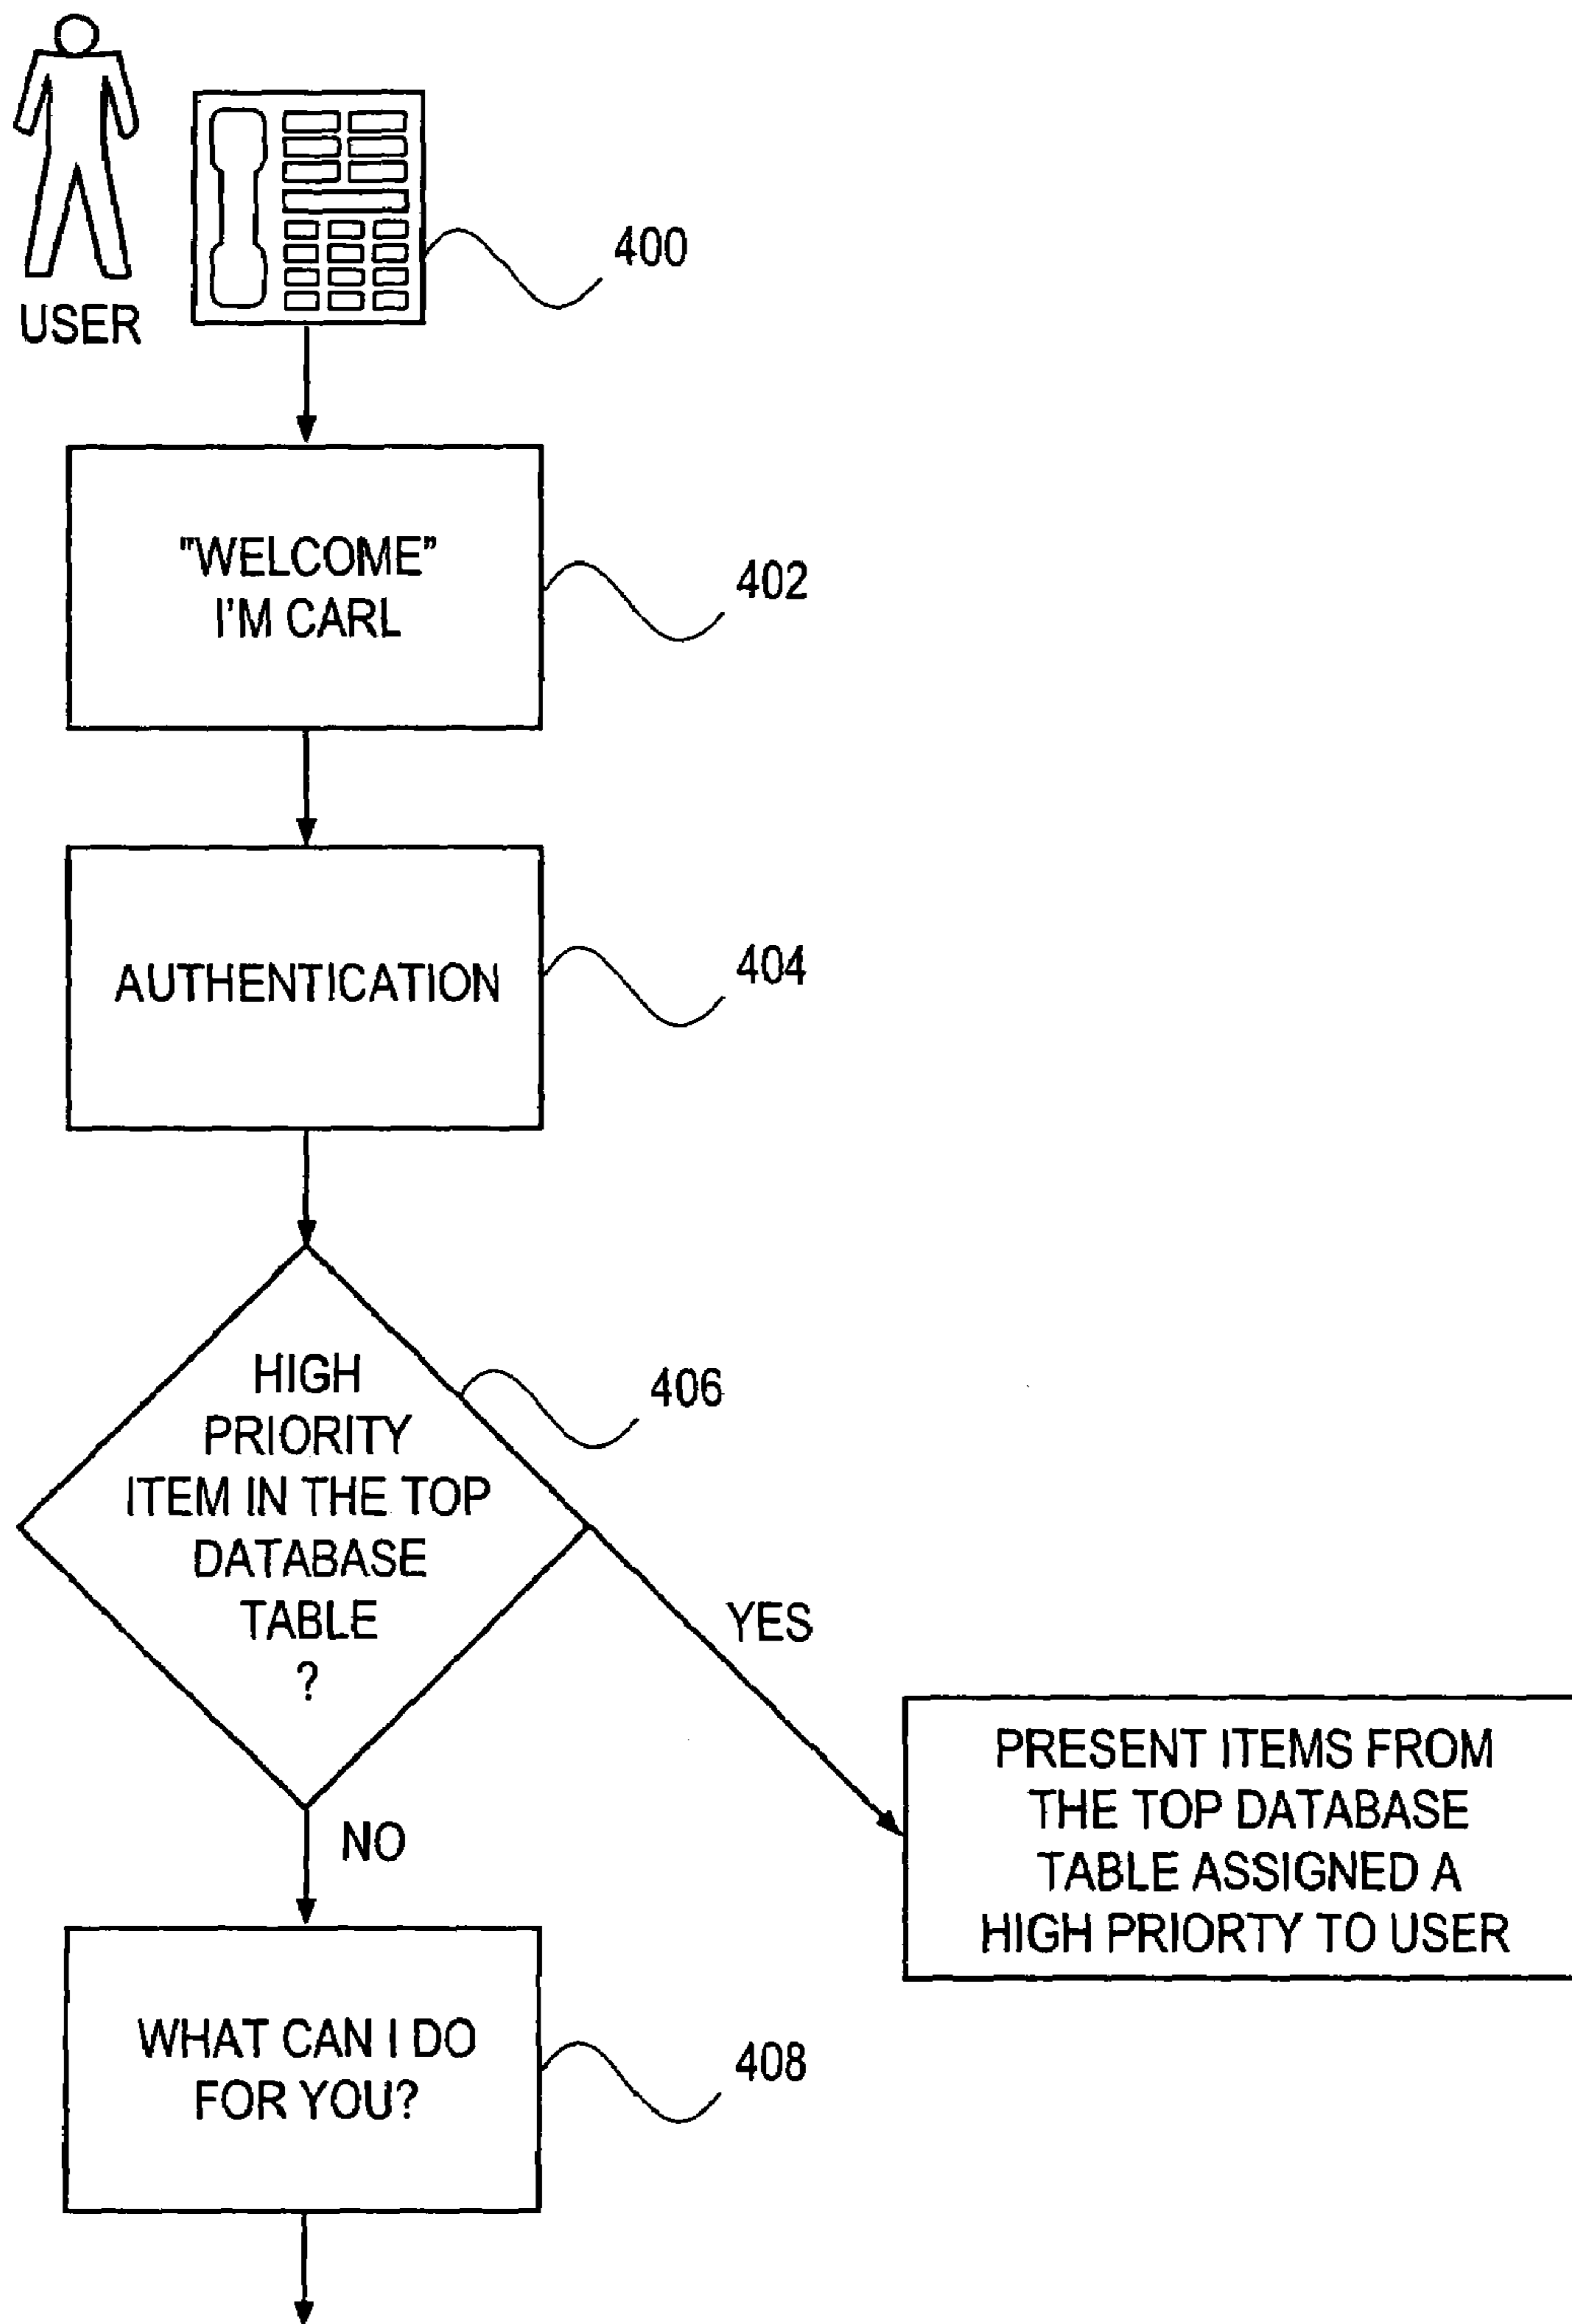 USER
400
"WELCOME"
I'M CARL
402
AUTHENTICATION
404
HIGH
PRIORITY
ITEM IN THE TOP
DATABASE
TABLE
?
406
YES
PRESENT ITEMS FROM
THE TOP DATABASE
TABLE ASSIGNED A
HIGH PRIORTY TO USER
NO
WHAT CAN I DO
FOR YOU?
408